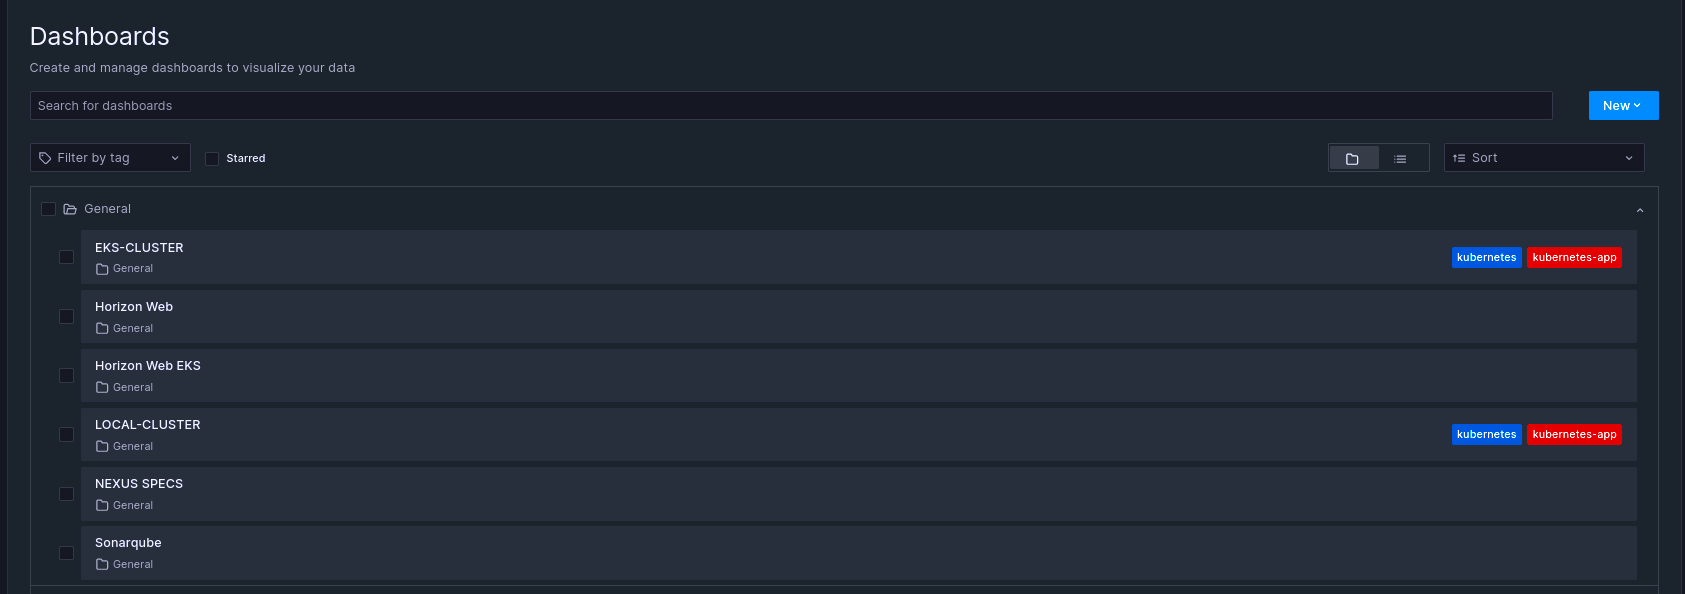 Dashboards
Create and manage dashboards to visualize your data
Search for dashboards
New
Filter by tag
Starred
Sort
General
EKS-CLUSTER
General
kubernetes kubernetes-app
Horizon Web
General
Horizon Web EKS
General
LOCAL-CLUSTER
General
kubernetes kubernetes-app
NEXUS SPECS
General
Sonarqube
General